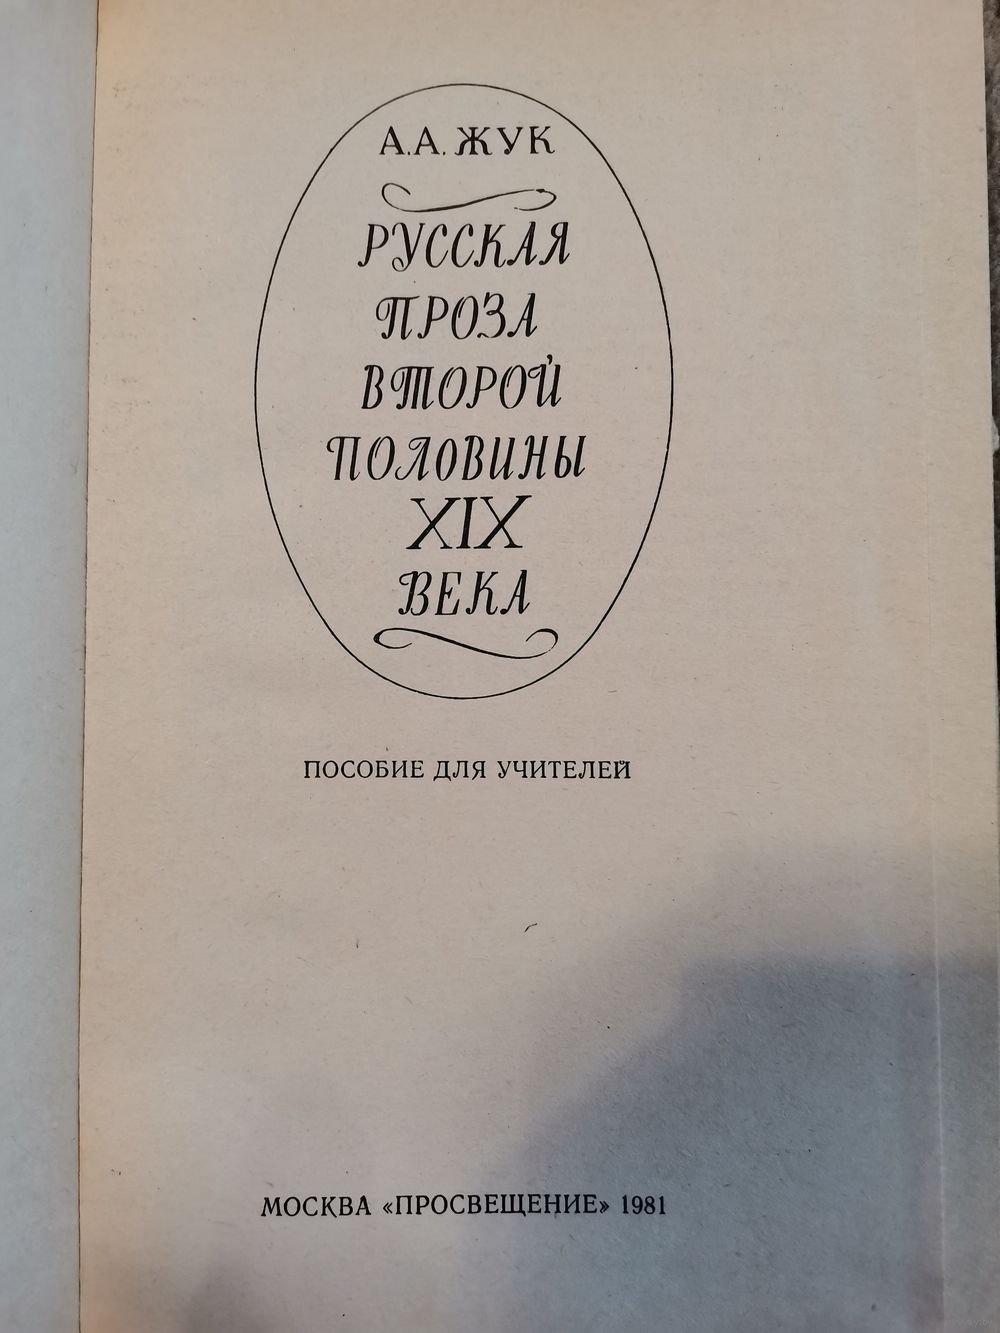 А.А. ЖУК
РУССКАЯ
ПРОЗА
ВТОРОЙ
ПОЛОВИНЫ
XIX
ВЕКА
ПОСОБИЕ ДЛЯ УЧИТЕЛЕЙ
МОСКВА «ПРОСВЕЩЕНИЕ» 1981